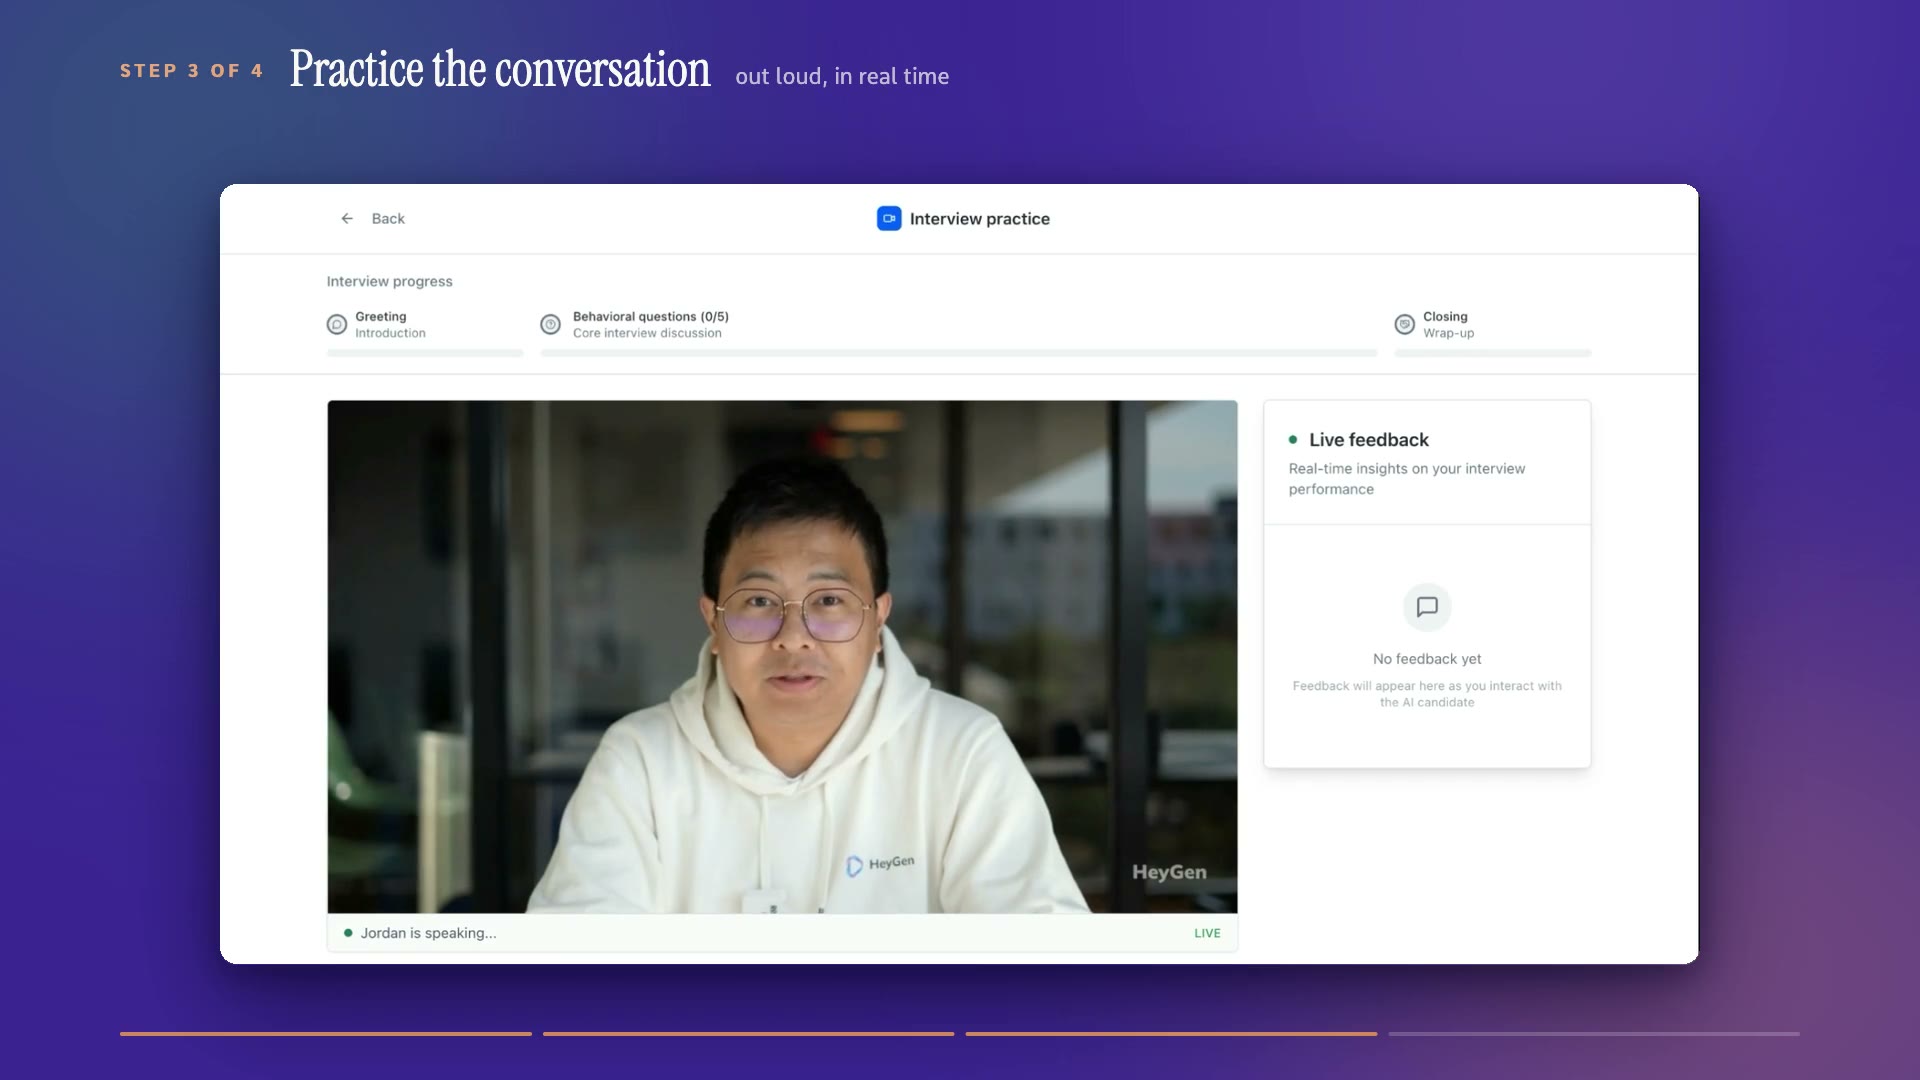 STEP 3 OF 4 Practice the conversation out loud, in real time
Back
Interview practice
Interview progress
Greeting
Introduction
Behavioral questions (0/5)
Core interview discussion
Closing
Wrap-up
HeyGen
HeyGen
Jordan is speaking...
LIVE
Live feedback
Real-time insights on your interview
performance
No feedback yet
Feedback will appear here as you interact with
the AI candidate